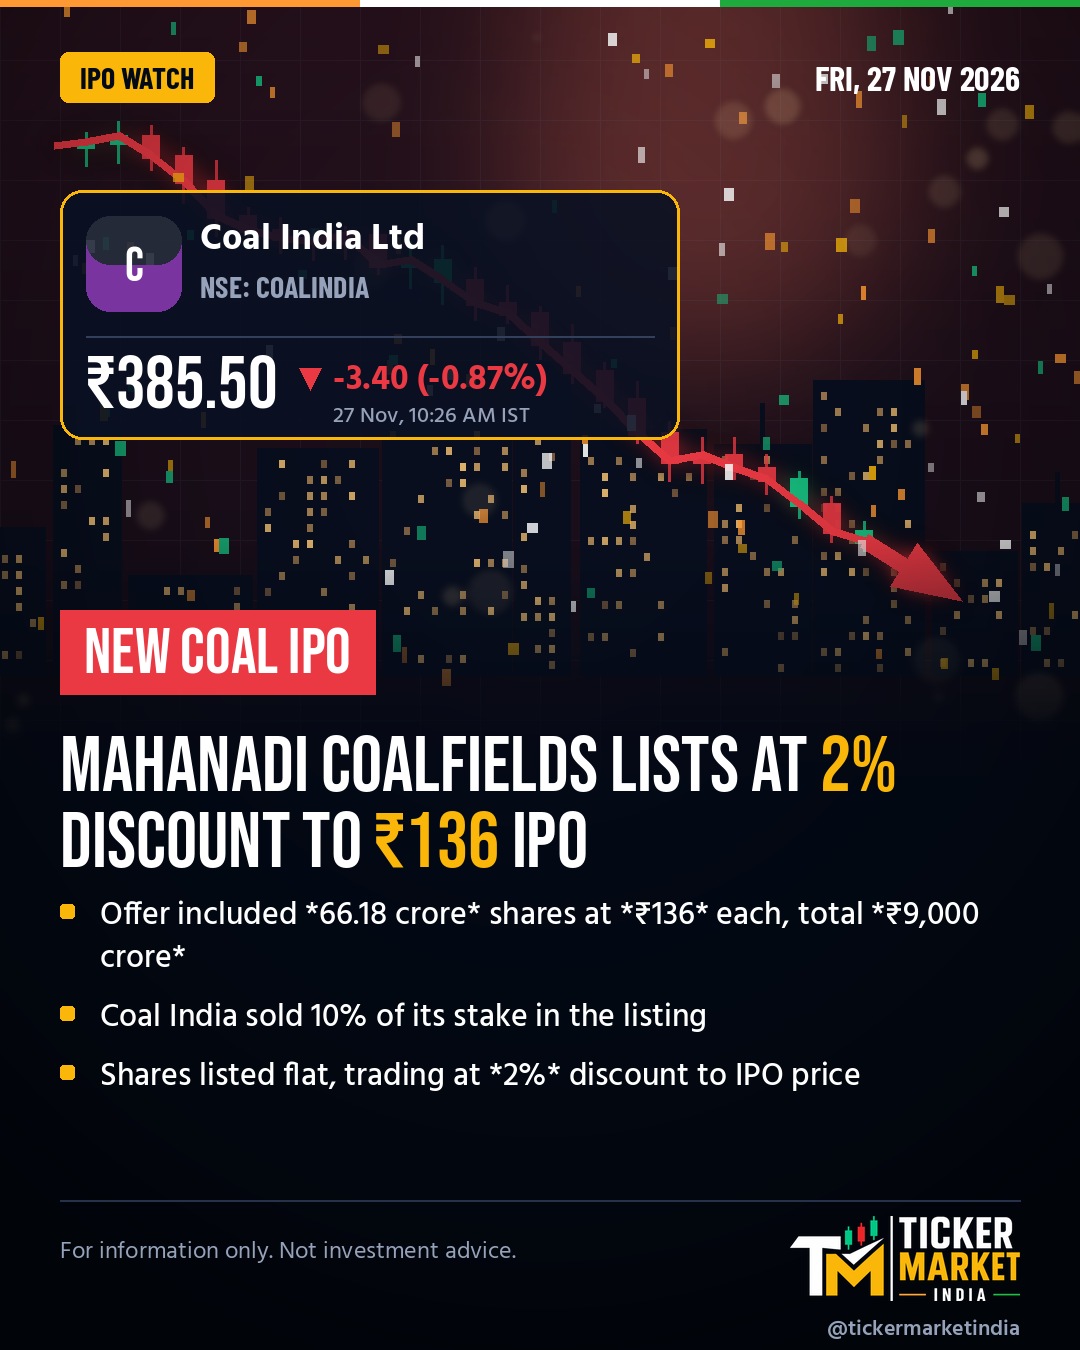 IPO WATCH
FRI, 27 NOV 2026
C
Coal India Ltd
NSE: COALINDIA
₹385.50
▼ -3.40 (-0.87%)
27 Nov, 10:26 AM IST
NEW COAL IPO
MAHANADI COALFIELDS LISTS AT 2%
DISCOUNT TO ₹136 IPO
Offer included *66.18 crore* shares at *₹136* each, total *₹9,000
crore*
Coal India sold 10% of its stake in the listing
Shares listed flat, trading at *2%* discount to IPO price
For information only. Not investment advice.
TM
TICKER
MARKET
INDIA
@tickermarketindia